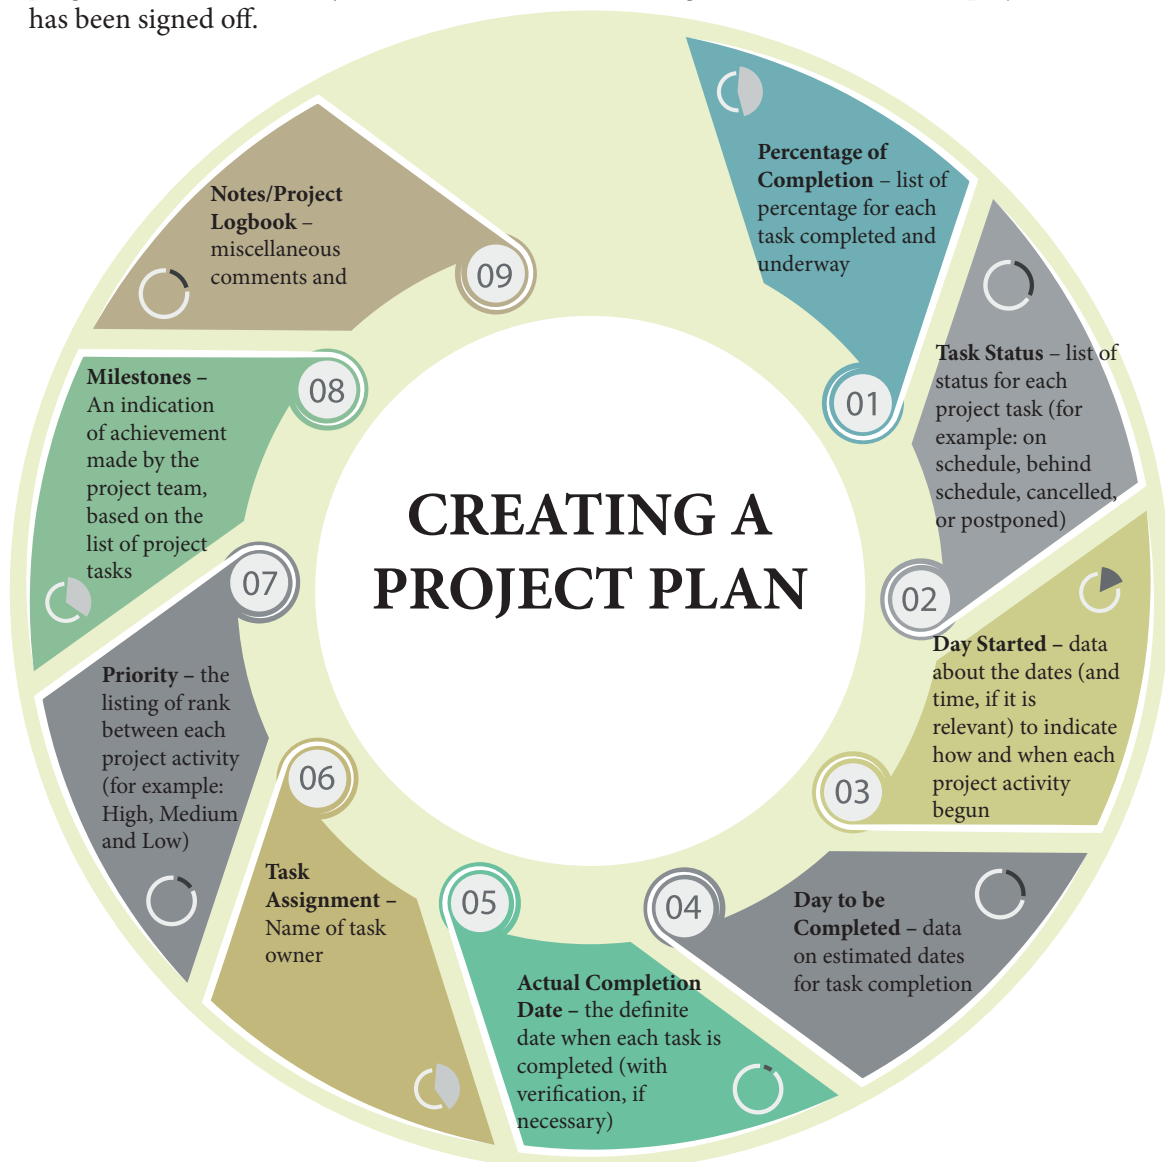 has been signed off.
Percentage of
Completion – list of
percentage for each
task completed and
underway
01
Task Status – list of
status for each
project task (for
example: on
schedule, behind
schedule, cancelled,
or postponed)
02
Day Started – data
about the dates (and
time, if it is
relevant) to indicate
how and when each
project activity
begun
03
Day to be
Completed – data
on estimated dates
for task completion
04
Actual Completion
Date – the definite
date when each task is
completed (with
verification, if
necessary)
05
Task
Assignment –
Name of task
owner
06
Priority – the
listing of rank
between each
project activity
(for example:
High, Medium
and Low)
07
Milestones –
An indication
of achievement
made by the
project team,
based on the
list of project
tasks
08
Notes/Project
Logbook –
miscellaneous
comments and
09
CREATING A
PROJECT PLAN